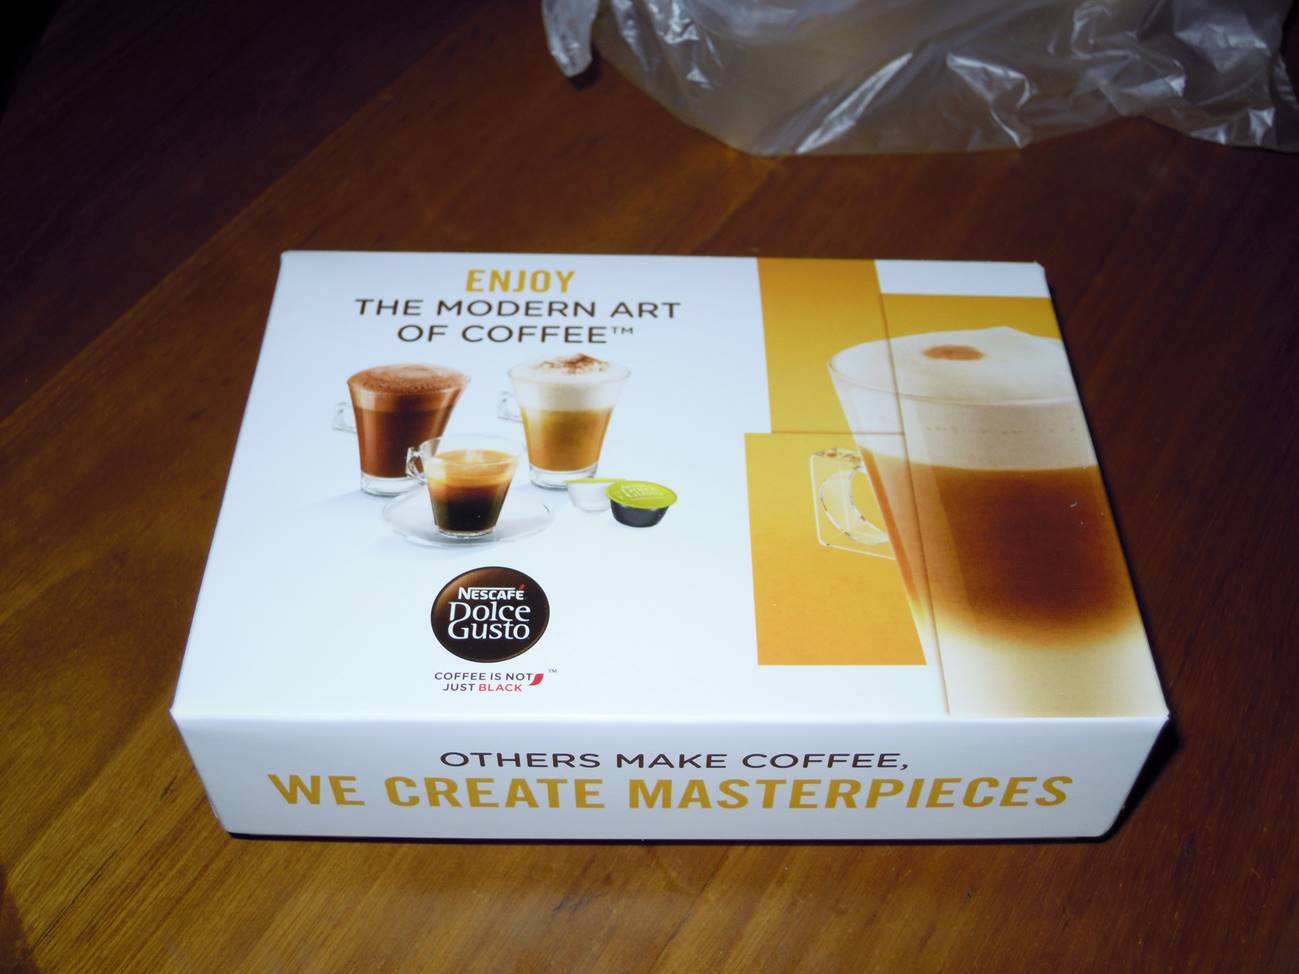 ENJOY
THE MODERN ART
OF COFFEE™
NESCAFÉ
Dolce
Gusto
COFFEE IS NOT™
JUST BLACK
OTHERS MAKE COFFEE,
WE CREATE MASTERPIECES